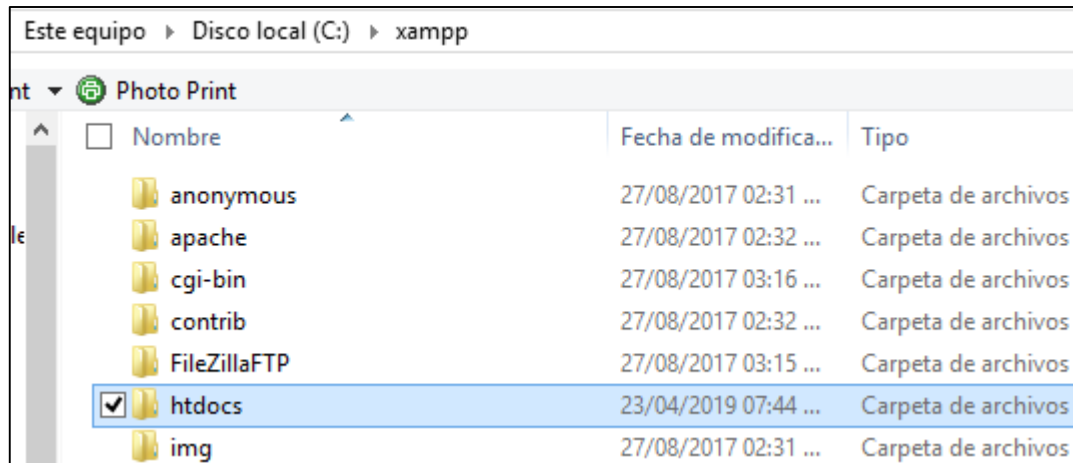 Este equipo Disco local (C:) xampp
nt Photo Print
Nombre Fecha de modifica... Tipo
anonymous 27/08/2017 02:31 ... Carpeta de archivos
le
apache 27/08/2017 02:32 ... Carpeta de archivos
cgi-bin 27/08/2017 03:16 ... Carpeta de archivos
contrib 27/08/2017 02:32 ... Carpeta de archivos
FileZillaFTP 27/08/2017 03:15 ... Carpeta de archivos
htdocs 23/04/2019 07:44 ... Carpeta de archivos
img 27/08/2017 02:31 ... Carpeta de archivos